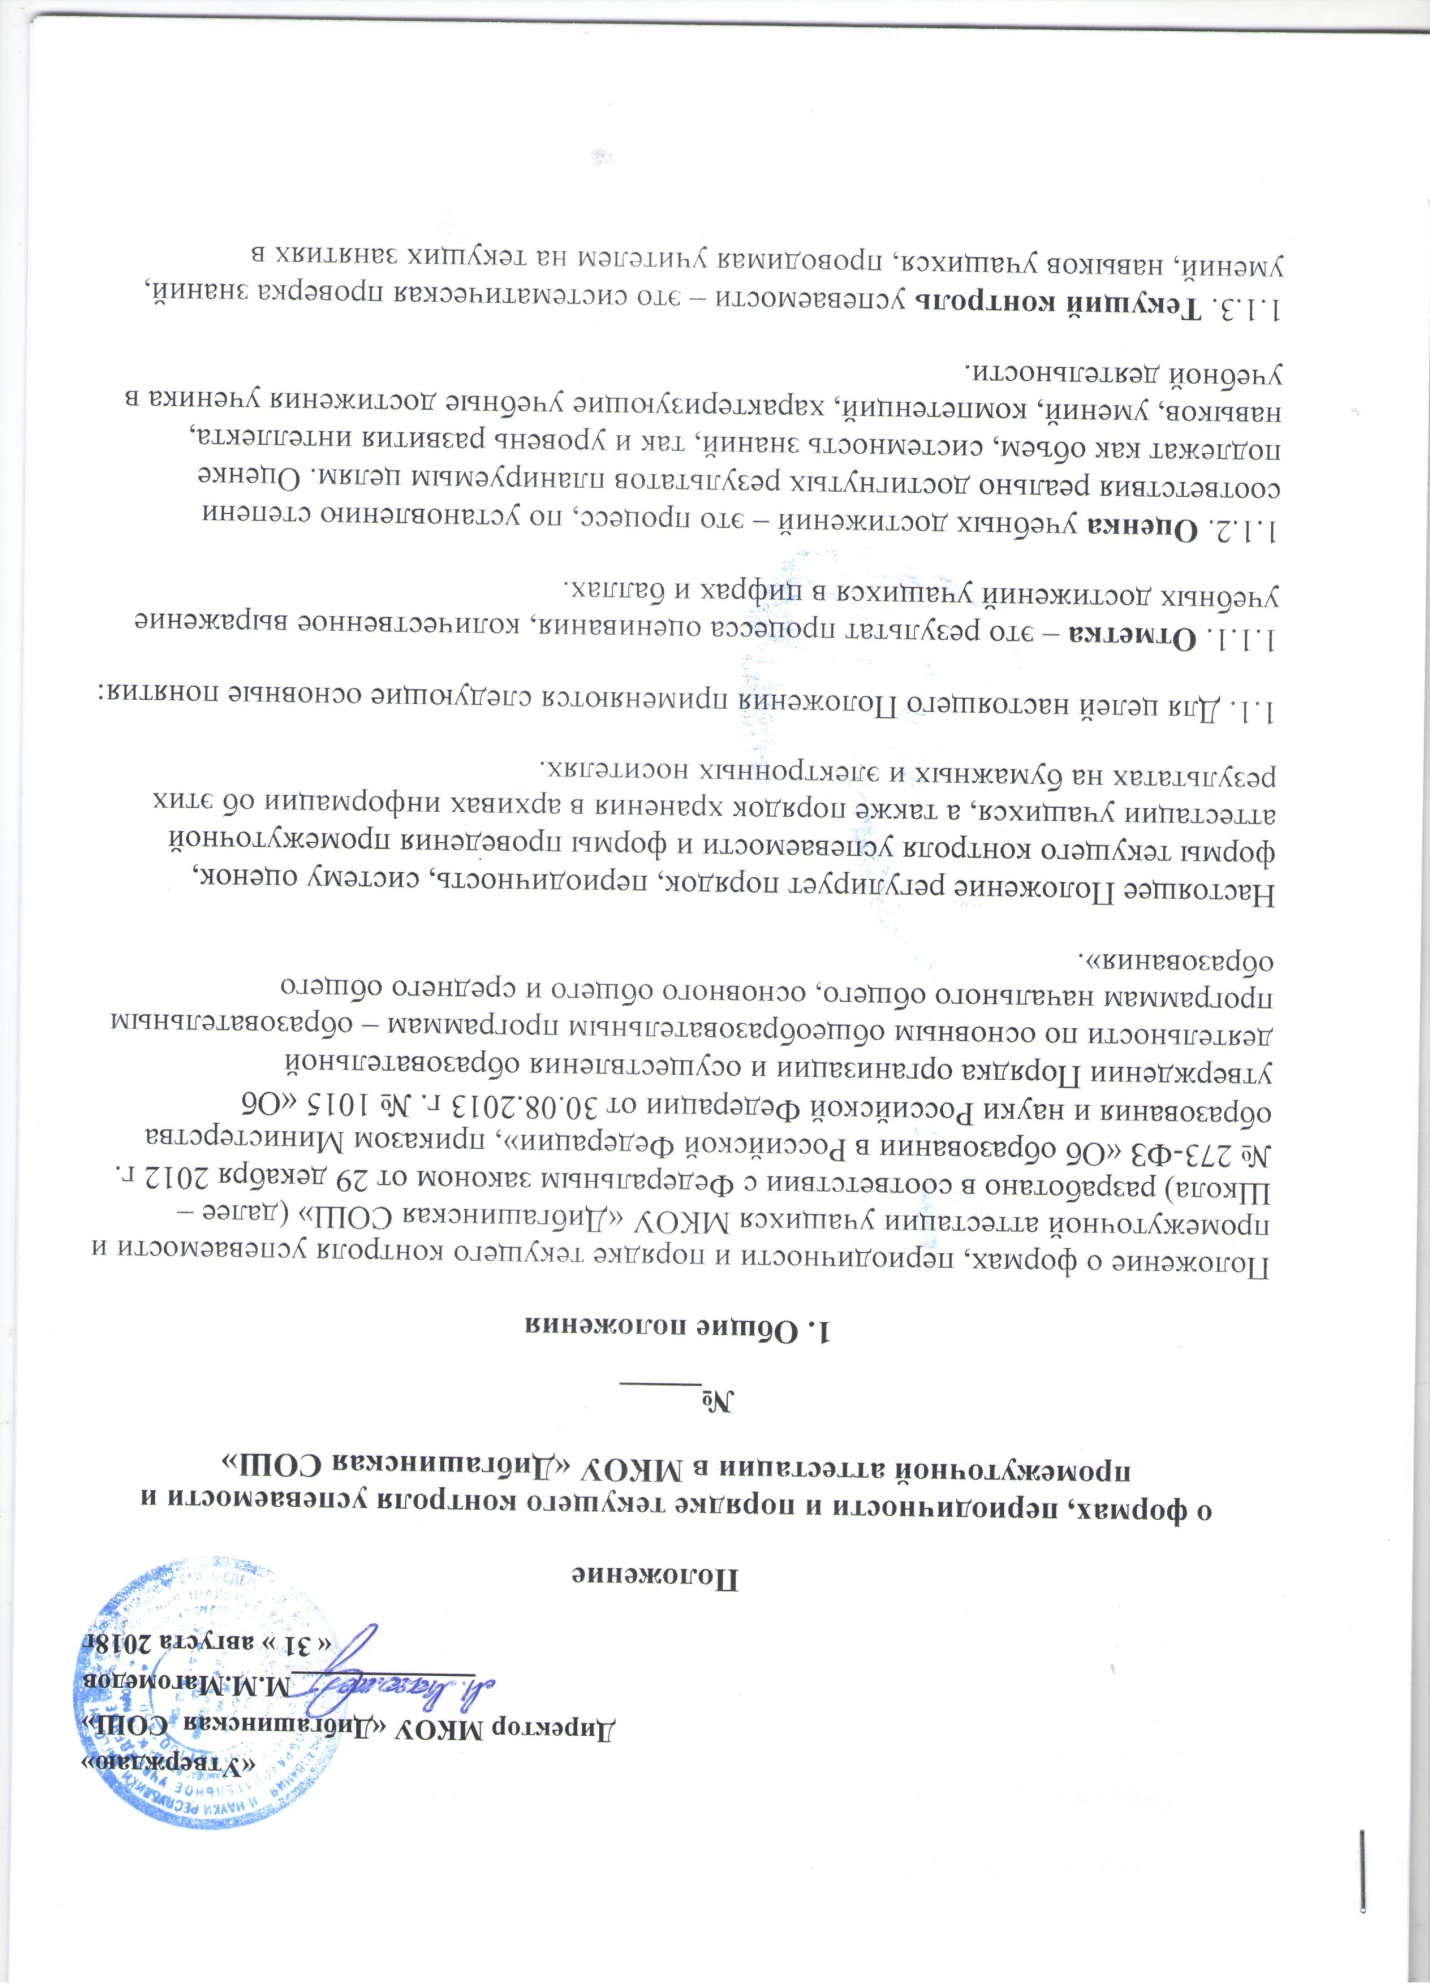 «Утверждаю»
Директор МКОУ «Дибгашинская СОШ»
М.М.Магомедов
« 31 » августа 2018г
Положение
о формах, периодичности и порядке текущего контроля успеваемости и
промежуточной аттестации в МКОУ «Дибгашинская СОШ»
№_____
1. Общие положения
Положение о формах, периодичности и порядке текущего контроля успеваемости и
промежуточной аттестации учащихся МКОУ «Дибгашинская СОШ» (далее –
Школа) разработано в соответствии с Федеральным законом от 29 декабря 2012 г.
№ 273-ФЗ «Об образовании в Российской Федерации», приказом Министерства
образования и науки Российской Федерации от 30.08.2013 г. № 1015 «Об
утверждении Порядка организации и осуществления образовательной
деятельности по основным общеобразовательным программам – образовательным
программам начального общего, основного общего и среднего общего
образования».
Настоящее Положение регулирует порядок, периодичность, систему оценок,
формы текущего контроля успеваемости и формы проведения промежуточной
аттестации учащихся, а также порядок хранения в архивах информации об этих
результатах на бумажных и электронных носителях.
1.1. Для целей настоящего Положения применяются следующие основные понятия:
1.1.1. Отметка – это результат процесса оценивания, количественное выражение
учебных достижений учащихся в цифрах и баллах.
1.1.2. Оценка учебных достижений – это процесс, по установлению степени
соответствия реально достигнутых результатов планируемым целям. Оценке
подлежат как объем, системность знаний, так и уровень развития интеллекта,
навыков, умений, компетенций, характеризующие учебные достижения ученика в
учебной деятельности.
1.1.3. Текущий контроль успеваемости – это систематическая проверка знаний,
умений, навыков учащихся, проводимая учителем на текущих занятиях в